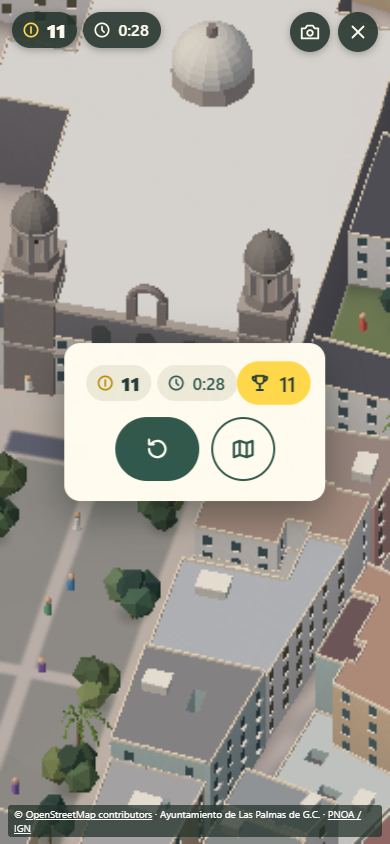 11 0:28
11 0:28 11
© OpenStreetMap contributors · Ayuntamiento de Las Palmas de G.C. · PNOA /
IGN